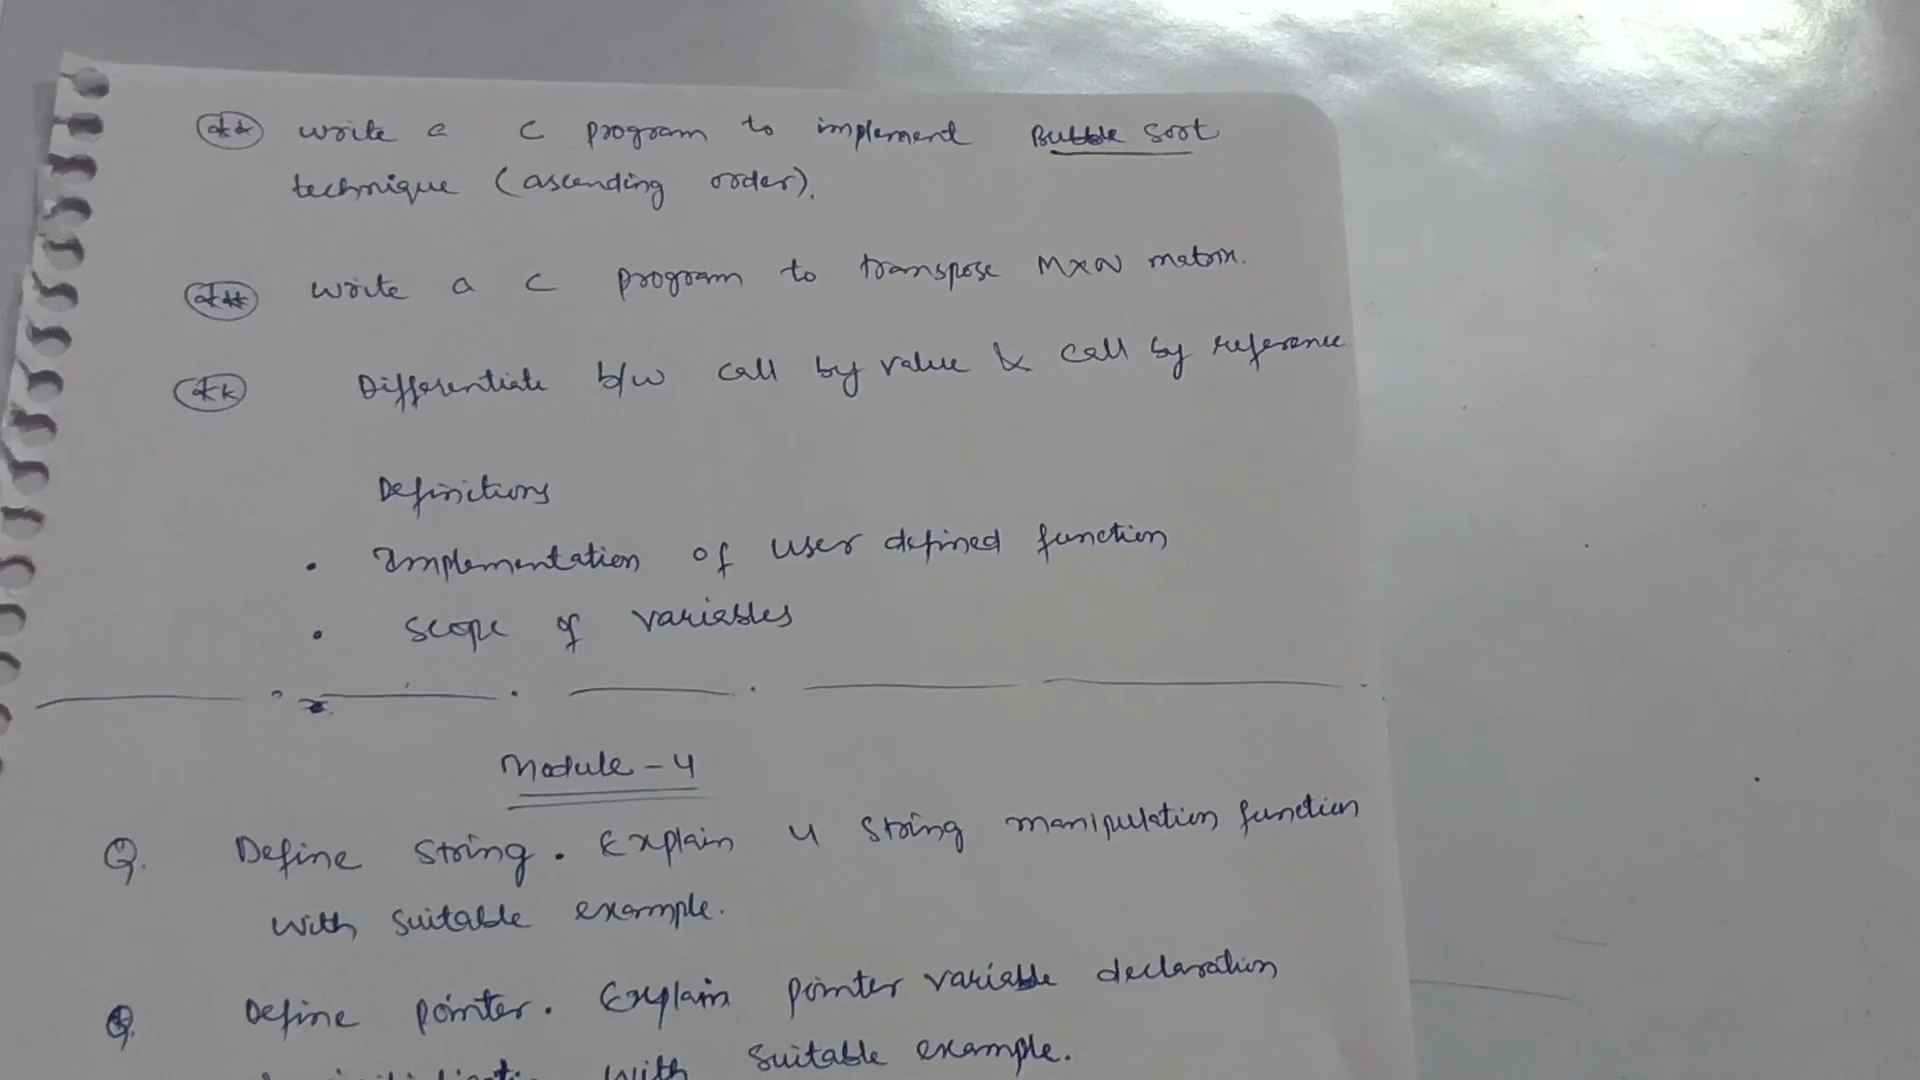 ** write a C program to implement Bubble Sort
technique (ascending order).
*** write a C program to transpose MxN matrix.
** Differentiate b/w call by value & call by reference
Definitions
• Implementation of user defined function
• Scope of variables
Module - 4
Q. Define string. Explain 4 string manipulation function
with suitable example.
Q. Define pointer. Explain pointer variable declaration
with suitable example.